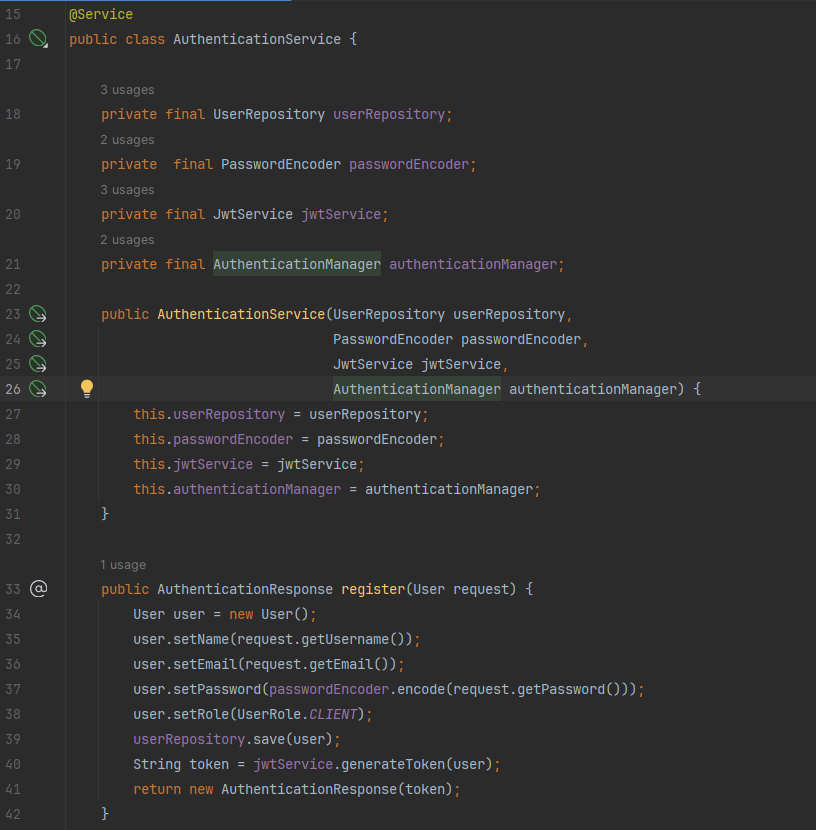 15 @Service
16 public class AuthenticationService {
17
3 usages
18 private final UserRepository userRepository;
2 usages
19 private  final PasswordEncoder passwordEncoder;
3 usages
20 private final JwtService jwtService;
2 usages
21 private final AuthenticationManager authenticationManager;
22
23 public AuthenticationService(UserRepository userRepository,
24 PasswordEncoder passwordEncoder,
25 JwtService jwtService,
26 AuthenticationManager authenticationManager) {
27 this.userRepository = userRepository;
28 this.passwordEncoder = passwordEncoder;
29 this.jwtService = jwtService;
30 this.authenticationManager = authenticationManager;
31 }
32
1 usage
33 @ public AuthenticationResponse register(User request) {
34 User user = new User();
35 user.setName(request.getUsername());
36 user.setEmail(request.getEmail());
37 user.setPassword(passwordEncoder.encode(request.getPassword()));
38 user.setRole(UserRole.CLIENT);
39 userRepository.save(user);
40 String token = jwtService.generateToken(user);
41 return new AuthenticationResponse(token);
42 }